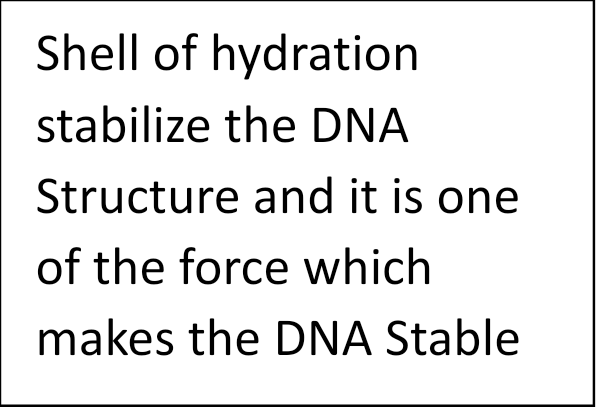 Shell of hydration
stabilize the DNA
Structure and it is one
of the force which
makes the DNA Stable